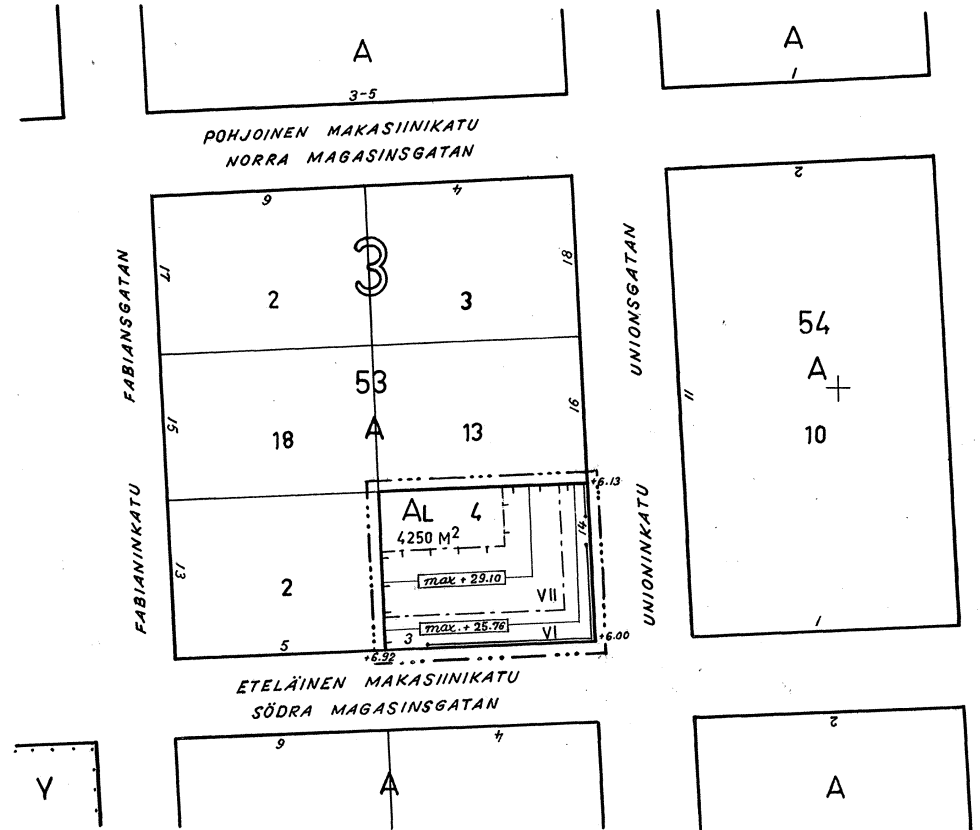 A
A
3-5
1
POHJOINEN MAKASIINIKATU
NORRA MAGASINSGATAN
6
4
2
17
3
18
2
3
FABIANSGATAN
UNIONSGATAN
54
A
53
11
15
16
18
A
13
10
+6.13
AL 4
4250 M2
14
FABIANINKATU
UNIONINKATU
13
2
max + 29.10
VII
max. + 25.76
VI
3
5
+6.92
+6.00
1
ETELÄINEN MAKASIINIKATU
SÖDRA MAGASINSGATAN
6
4
2
Y
A
A